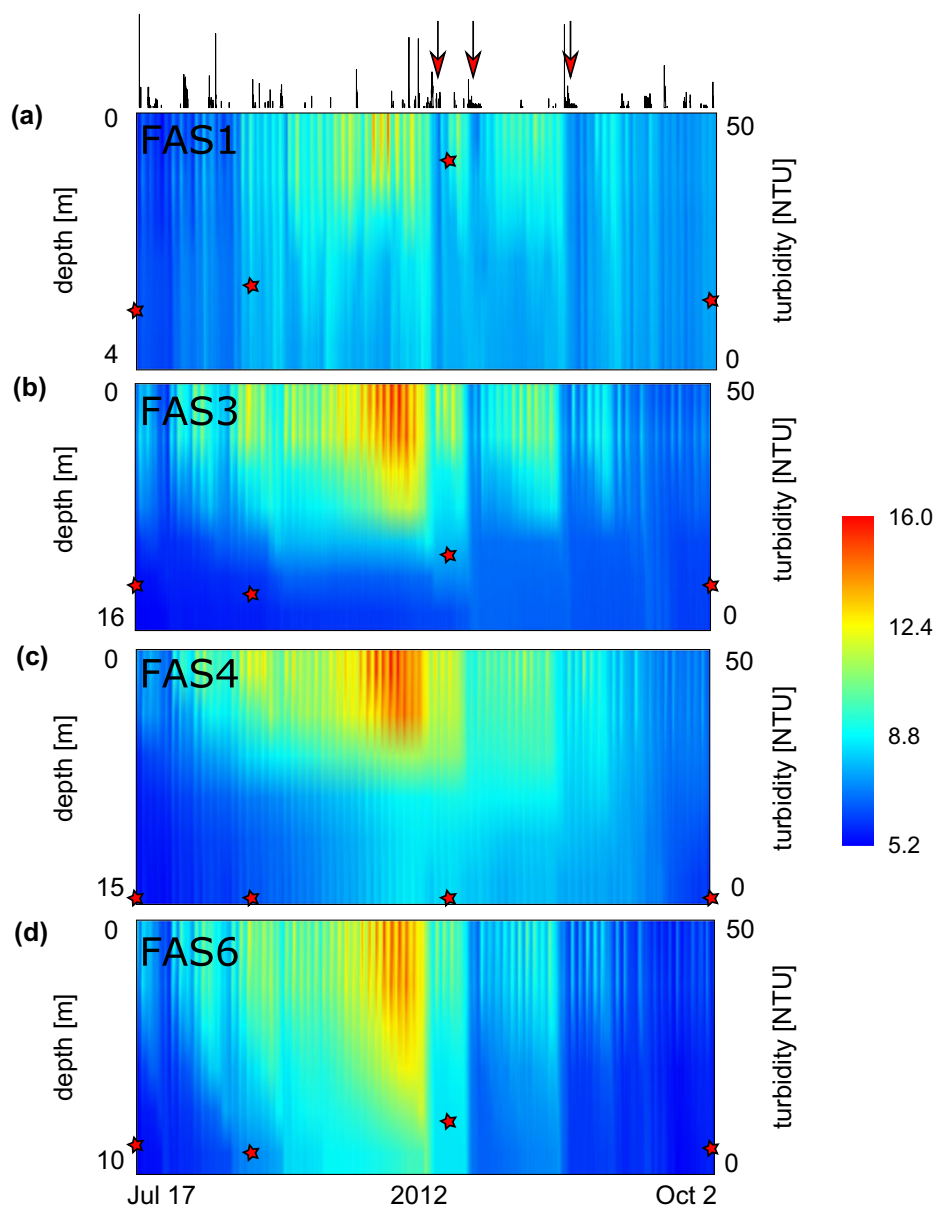 (a)
0
FAS1
50
depth [m]
turbidity [NTU]
4
0
(b)
0
FAS3
50
depth [m]
turbidity [NTU]
16
0
16.0
12.4
8.8
5.2
(c)
0
FAS4
50
depth [m]
turbidity [NTU]
15
0
(d)
0
FAS6
50
depth [m]
turbidity [NTU]
10
0
Jul 17 2012 Oct 2